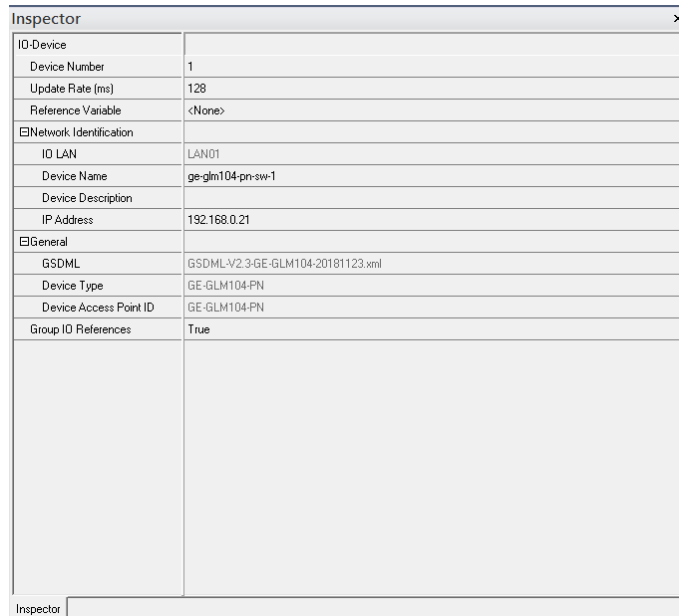 Inspector
IO-Device
Device Number 1
Update Rate (ms) 128
Reference Variable <None>
Network Identification
IO LAN LAN01
Device Name ge-glm104-pn-sw-1
Device Description
IP Address 192.168.0.21
General
GSDML GSDML-V2.3-GE-GLM104-20181123.xml
Device Type GE-GLM104-PN
Device Access Point ID GE-GLM104-PN
Group IO References True
Inspector